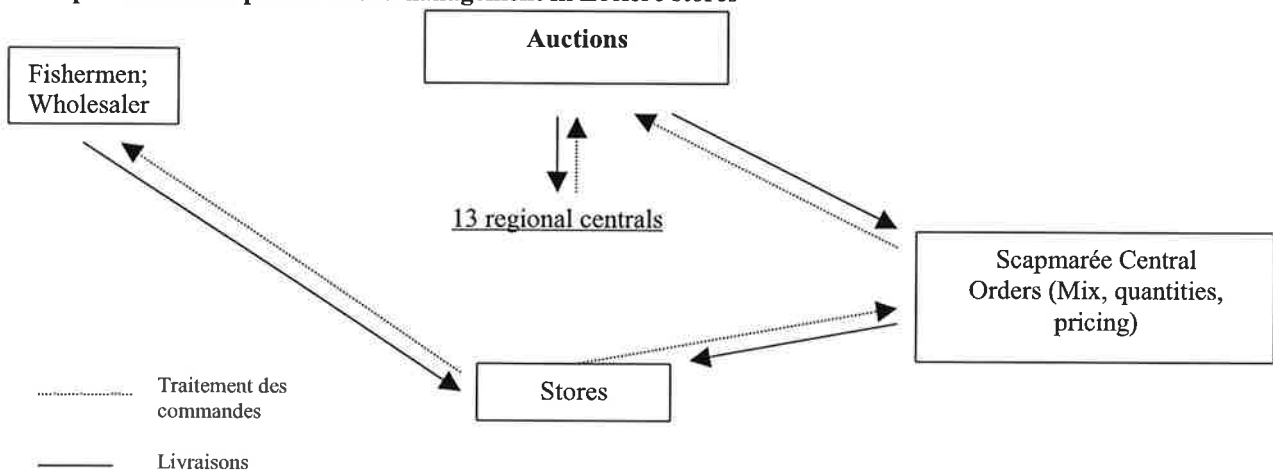 Auctions
Fishermen;
Wholesaler
13 regional centrals
Scapmarée Central
Orders (Mix, quantities,
pricing)
Stores
Traitement des
commandes
Livraisons